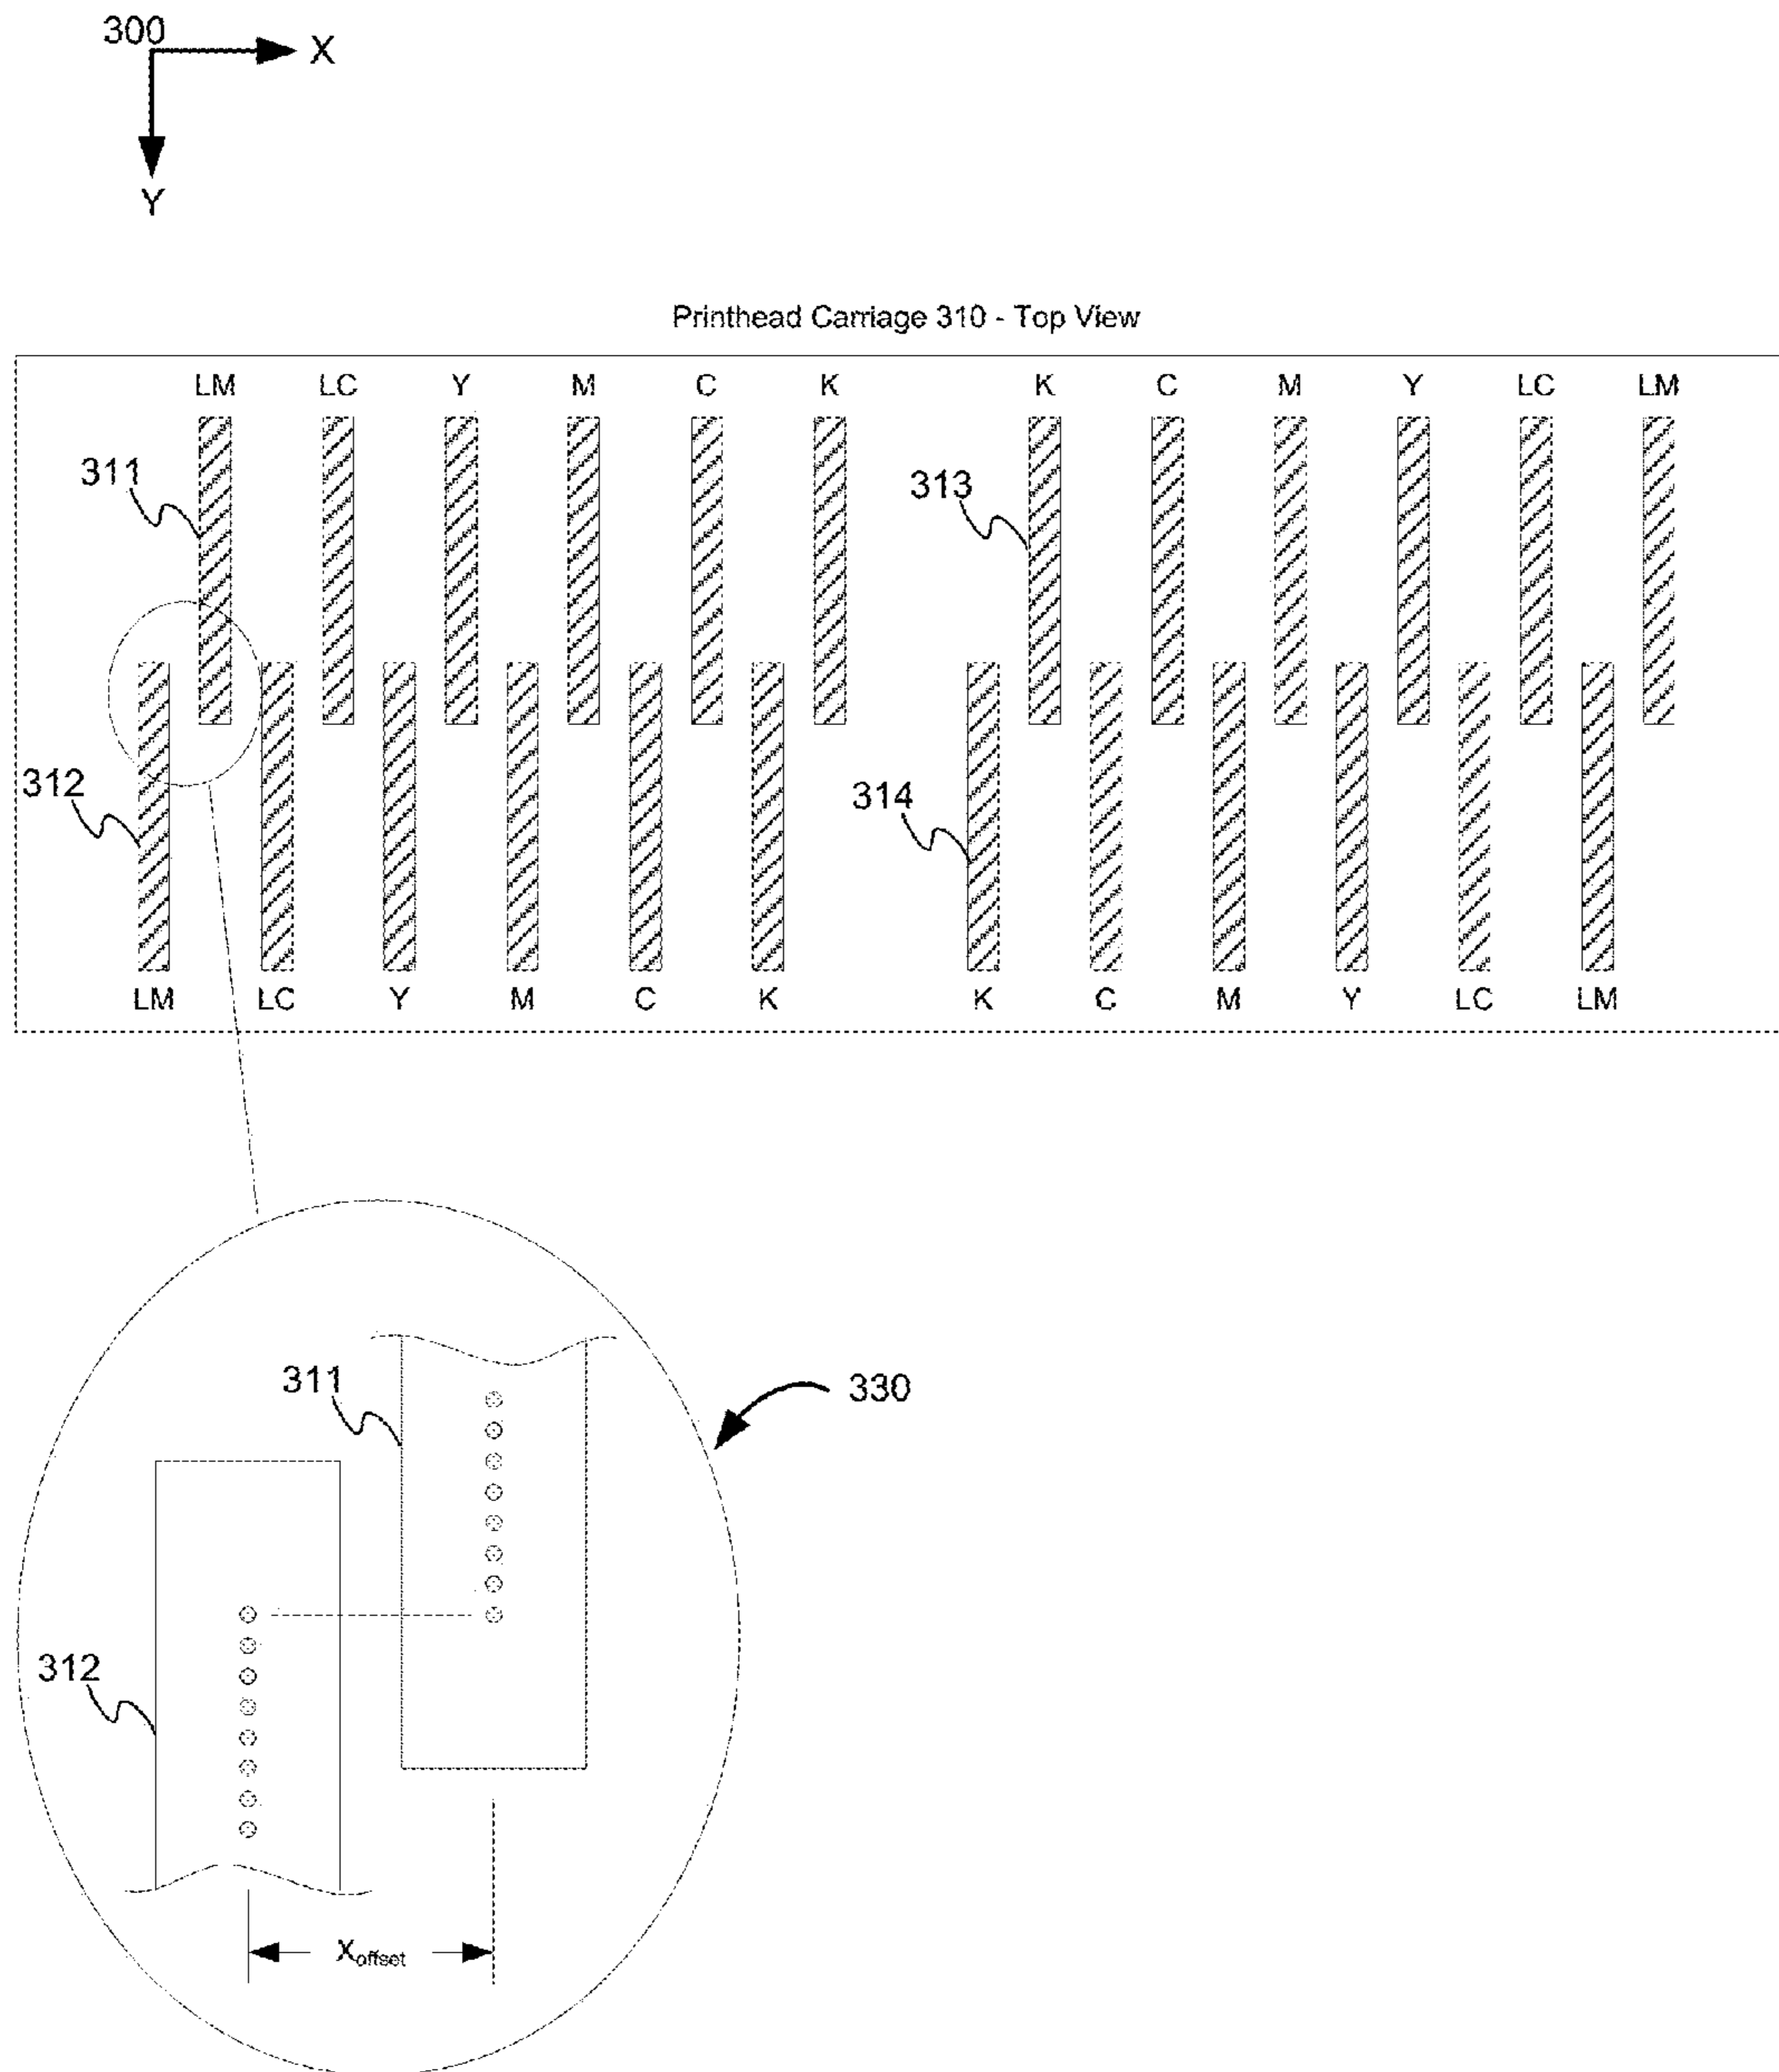 300
X
Y
Printhead Carriage 310 - Top View
LM LC Y M C K K C M Y LC LM
311
313
312
314
LM LC Y M C K K C M Y LC LM
311
330
312
Xoffset